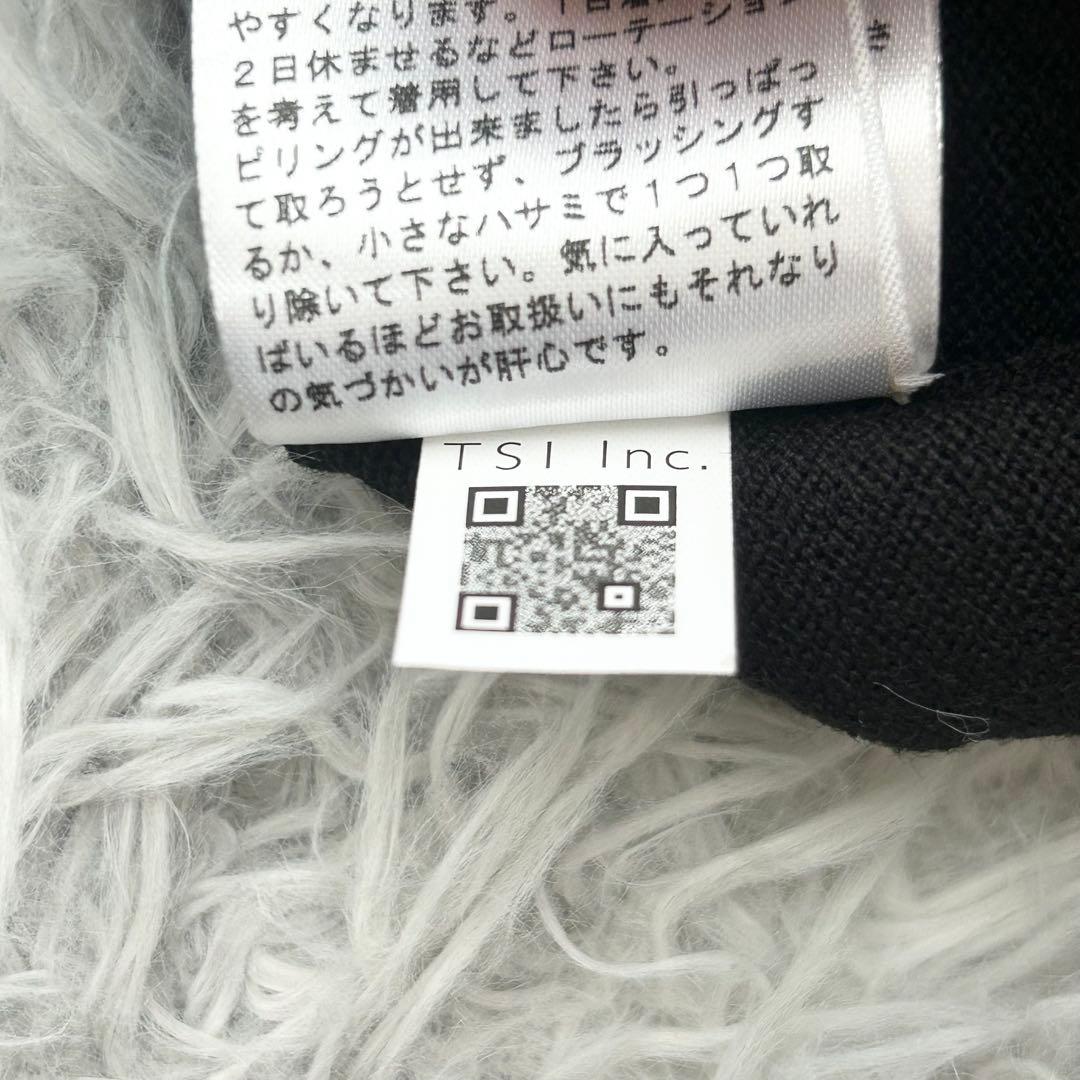 やすくなります。1日着
2日休ませるなどローテーション
を考えて着用して下さい。
ピリングが出来ましたら引っぱっ
て取ろうとせず、ブラッシングす
るか、小さなハサミで1つ1つ取
り除いて下さい。気に入っていれ
ばいるほどお取扱いにもそれなり
の気づかいが肝心です。
き
TSI Inc.